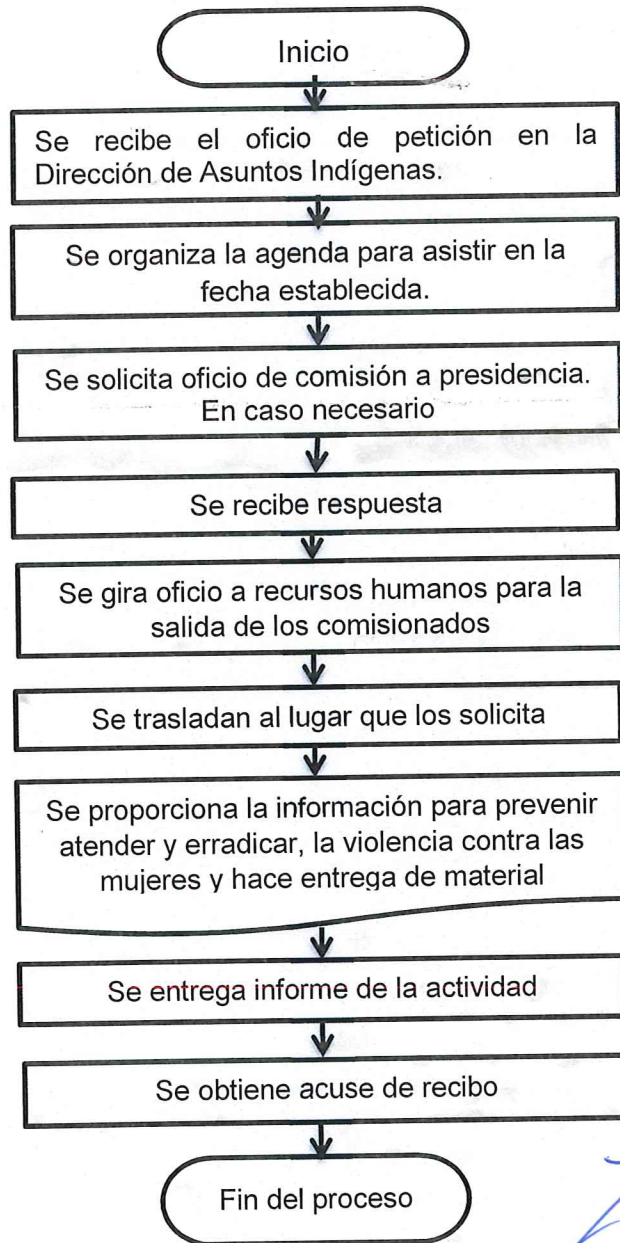 Inicio
Se recibe el oficio de petición en la
Dirección de Asuntos Indígenas.
Se organiza la agenda para asistir en la
fecha establecida.
Se solicita oficio de comisión a presidencia.
En caso necesario
Se recibe respuesta
Se gira oficio a recursos humanos para la
salida de los comisionados
Se trasladan al lugar que los solicita
Se proporciona la información para prevenir
atender y erradicar, la violencia contra las
mujeres y hace entrega de material
Se entrega informe de la actividad
Se obtiene acuse de recibo
Fin del proceso